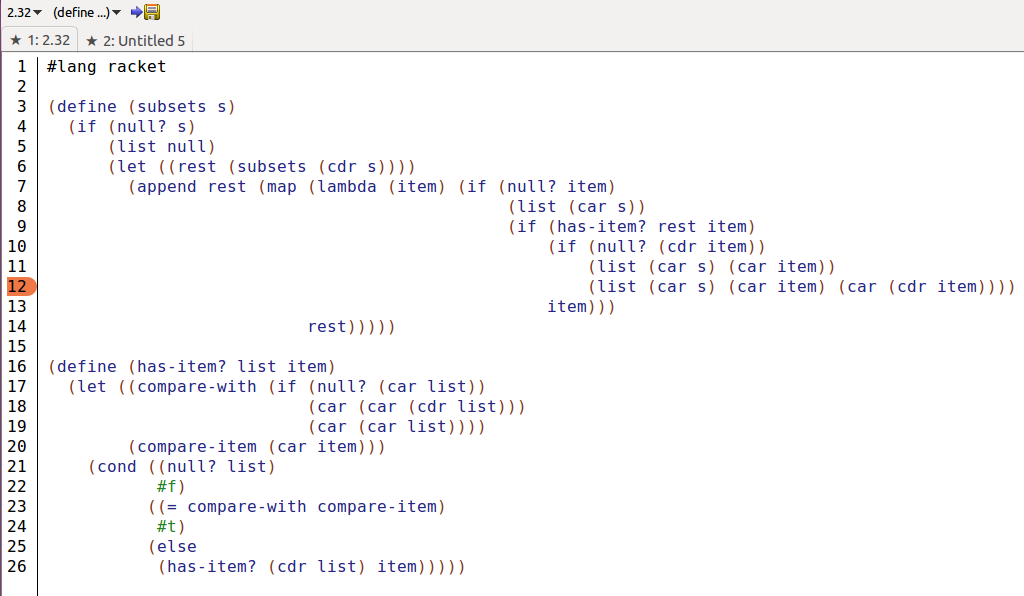 2.32 (define ...)
★ 1: 2.32 ★ 2: Untitled 5
1 #lang racket
2
3 (define (subsets s)
4 (if (null? s)
5 (list null)
6 (let ((rest (subsets (cdr s))))
7 (append rest (map (lambda (item) (if (null? item)
8 (list (car s))
9 (if (has-item? rest item)
10 (if (null? (cdr item))
11 (list (car s) (car item))
12 (list (car s) (car item) (car (cdr item))))
13 item)))
14 rest)))))
15
16 (define (has-item? list item)
17 (let ((compare-with (if (null? (car list))
18 (car (car (cdr list)))
19 (car (car list))))
20 (compare-item (car item)))
21 (cond ((null? list)
22 #f)
23 ((= compare-with compare-item)
24 #t)
25 (else
26 (has-item? (cdr list) item)))))